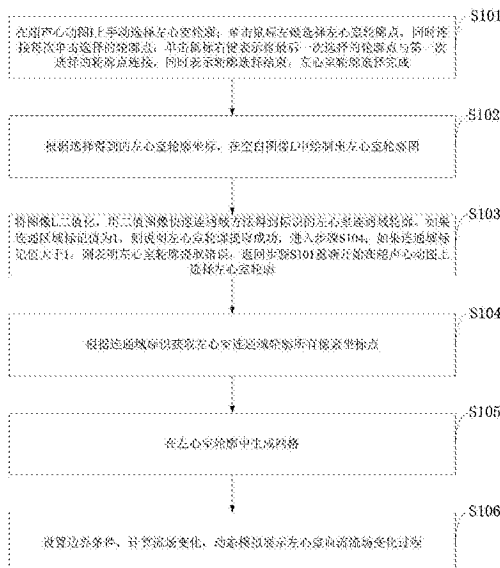 S101
在超声心动图I上手动选择左心室轮廓：单击鼠标左键选择左心室轮廓点，同时连
接每次单击选择的轮廓点；单击鼠标右键表示将最后一次选择的轮廓点与第一次
选择的轮廓点连接，同时表示轮廓选择结束，左心室轮廓选择完成
S102
根据选择得到的左心室轮廓坐标，在空白图像L中绘制出左心室轮廓图
S103
将图像L二值化，用二值图像快速连通域方法得到标识的左心室连通域轮廓。如果
连通区域标记值为1，则说明左心室轮廓提取成功，进入步骤S104；如果连通域标
记值大于1，则表明左心室轮廓提取错误，返回步骤S101重新开始在超声心动图上
选择左心室轮廓
S104
根据连通域标识获取左心室连通域轮廓所有像素坐标点
S105
在左心室轮廓中生成网格
S106
设置边界条件，计算流场变化，动态模拟展示左心室血流流场变化过程